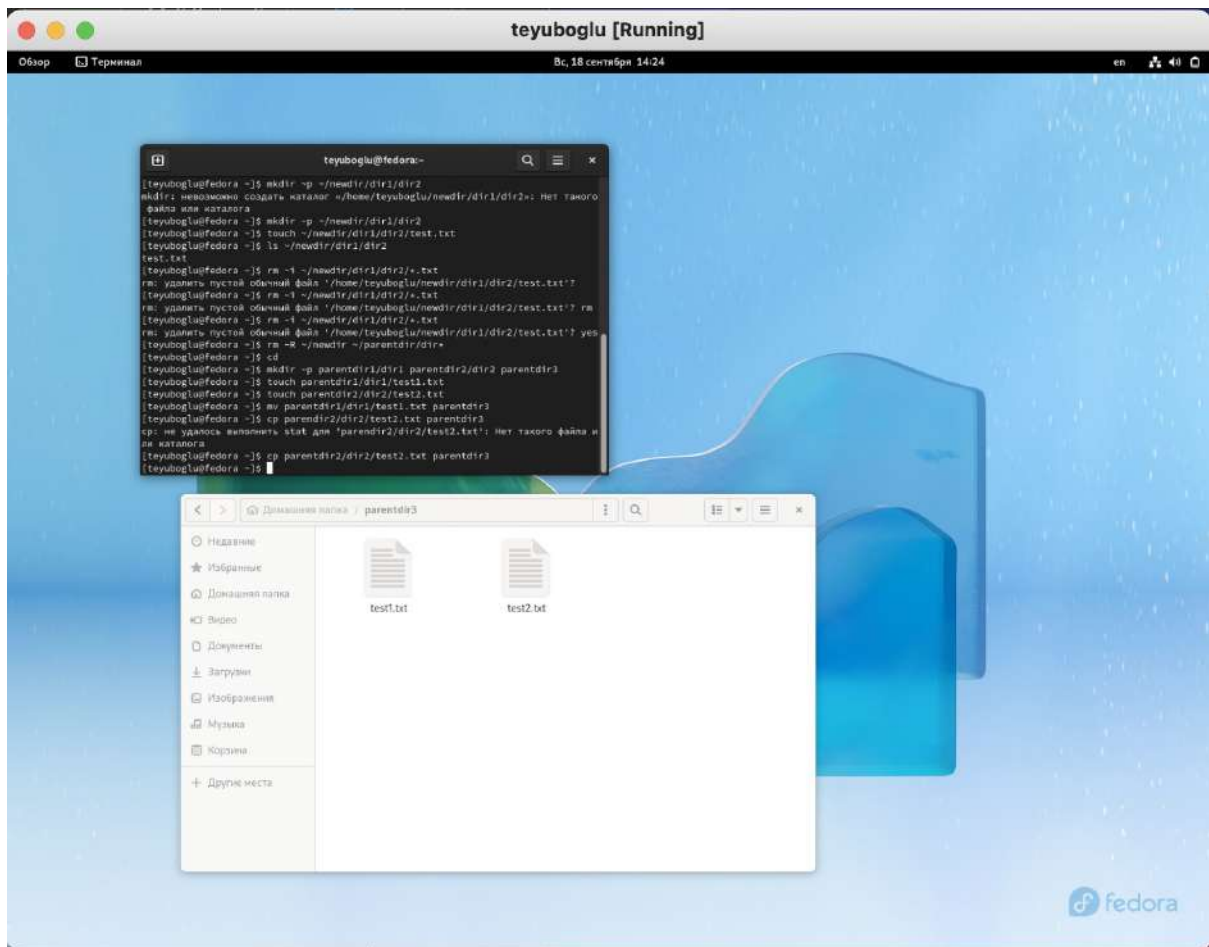 teyuboglu [Running]
Обзор Терминал Вс, 18 сентября 14:24 en
teyuboglu@fedora:~
[teyuboglu@fedora ~]$ mkdir ~p ~/newdir/dir1/dir2
mkdir: невозможно создать каталог «/home/teyuboglu/newdir/dir1/dir2»: Нет такого
файла или каталога
[teyuboglu@fedora ~]$ mkdir -p ~/newdir/dir1/dir2
[teyuboglu@fedora ~]$ touch ~/newdir/dir1/dir2/test.txt
[teyuboglu@fedora ~]$ ls ~/newdir/dir1/dir2
test.txt
[teyuboglu@fedora ~]$ rm -i ~/newdir/dir1/dir2/*.txt
rm: удалить пустой обычный файл '/home/teyuboglu/newdir/dir1/dir2/test.txt'?
[teyuboglu@fedora ~]$ rm -i ~/newdir/dir1/dir2/*.txt
rm: удалить пустой обычный файл '/home/teyuboglu/newdir/dir1/dir2/test.txt'? rm
[teyuboglu@fedora ~]$ rm -i ~/newdir/dir1/dir2/*.txt
rm: удалить пустой обычный файл '/home/teyuboglu/newdir/dir1/dir2/test.txt'? yes
[teyuboglu@fedora ~]$ rm -R ~/newdir ~/parentdir/dir*
[teyuboglu@fedora ~]$ cd
[teyuboglu@fedora ~]$ mkdir -p parentdir1/dir1 parentdir2/dir2 parentdir3
[teyuboglu@fedora ~]$ touch parentdir1/dir1/test1.txt
[teyuboglu@fedora ~]$ touch parentdir2/dir2/test2.txt
[teyuboglu@fedora ~]$ mv parentdir1/dir1/test1.txt parentdir3
[teyuboglu@fedora ~]$ cp parendir2/dir2/test2.txt parentdir3
cp: не удалось выполнить stat для 'parendir2/dir2/test2.txt': Нет такого файла и
ли каталога
[teyuboglu@fedora ~]$ cp parentdir2/dir2/test2.txt parentdir3
[teyuboglu@fedora ~]$
Домашняя папка / parentdir3
Недавние
Избранные
Домашняя папка
Видео
Документы
Загрузки
Изображения
Музыка
Корзина
Другие места
test1.txt test2.txt
fedora